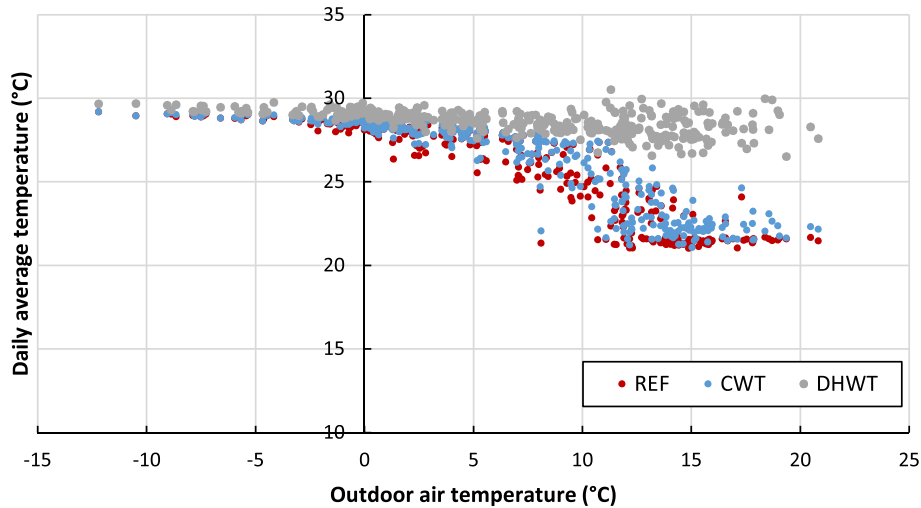 Daily average temperature (°C)
35
30
25
20
15
10
REF CWT DHWT
-15 -10 -5 0 5 10 15 20 25
Outdoor air temperature (°C)